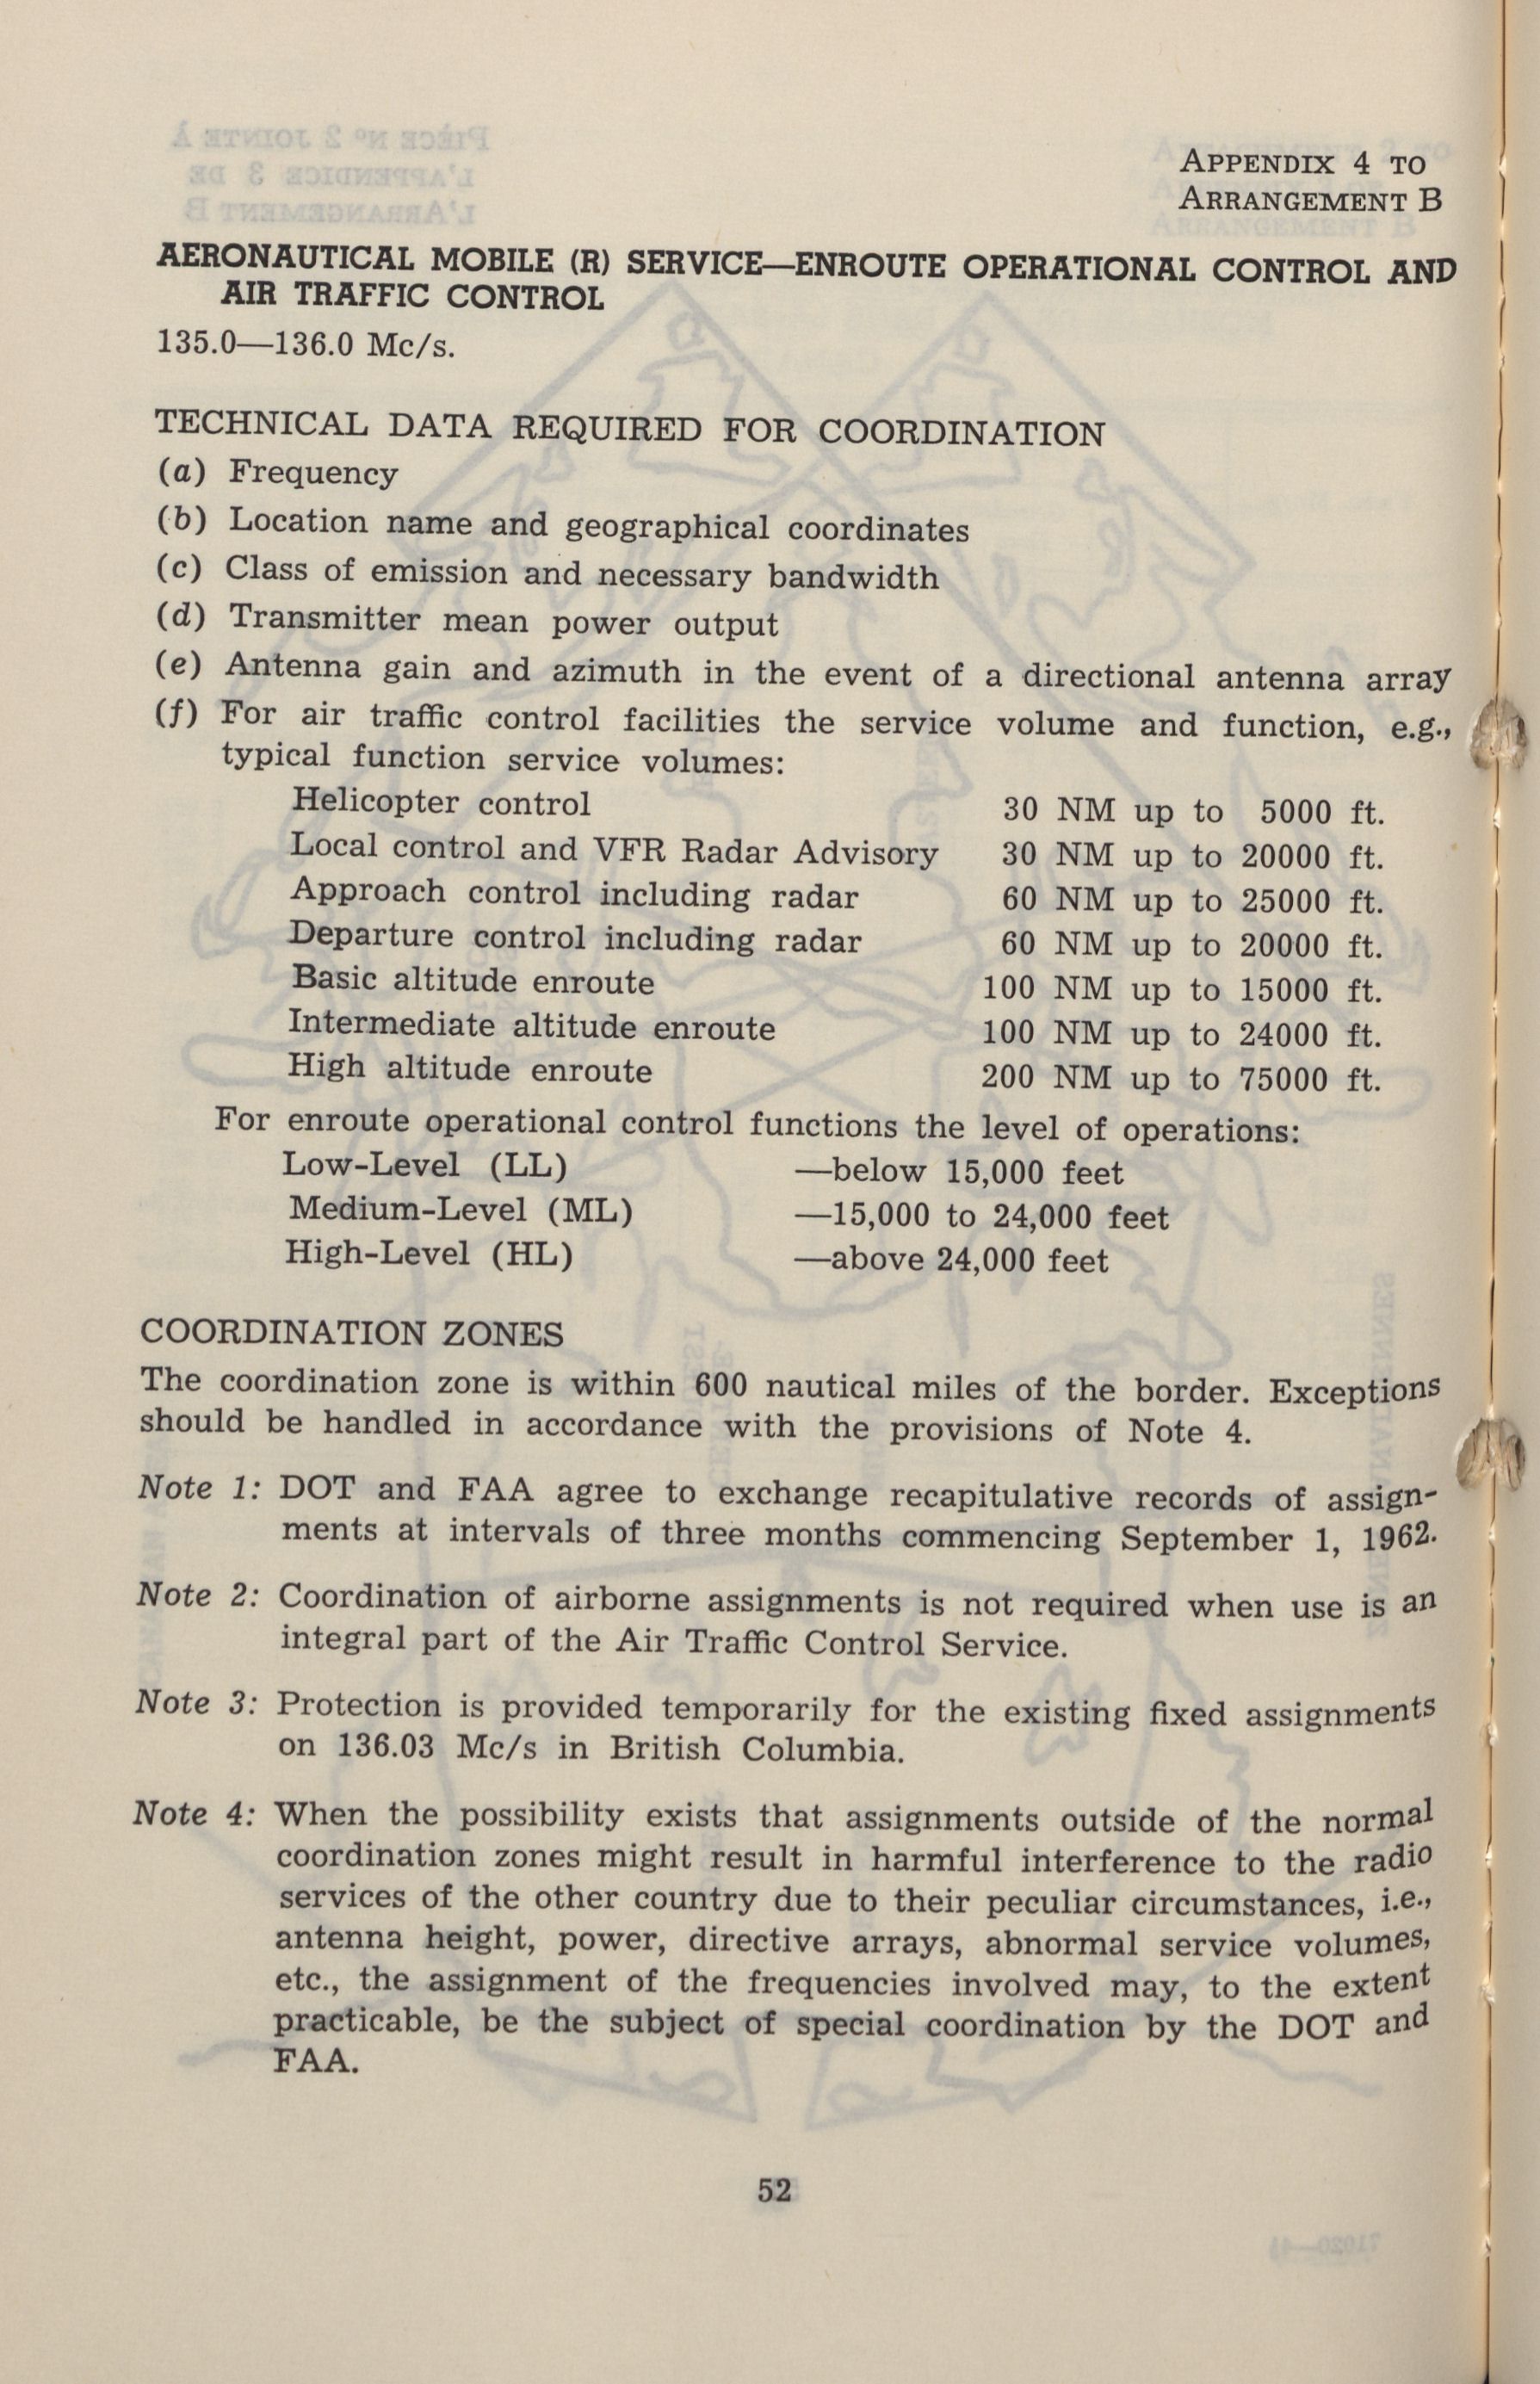 APPENDIX 4 TO
ARRANGEMENT B
AERONAUTICAL MOBILE (R) SERVICE—ENROUTE OPERATIONAL CONTROL AND
AIR TRAFFIC CONTROL
135.0—136.0 Mc/s.
TECHNICAL DATA REQUIRED FOR COORDINATION
(a) Frequency
(b) Location name and geographical coordinates
(c) Class of emission and necessary bandwidth
(d) Transmitter mean power output
(e) Antenna gain and azimuth in the event of a directional antenna array
(f) For air traffic control facilities the service volume and function, e.g.,
typical function service volumes:
Helicopter control 30 NM up to 5000 ft.
Local control and VFR Radar Advisory 30 NM up to 20000 ft.
Approach control including radar 60 NM up to 25000 ft.
Departure control including radar 60 NM up to 20000 ft.
Basic altitude enroute 100 NM up to 15000 ft.
Intermediate altitude enroute 100 NM up to 24000 ft.
High altitude enroute 200 NM up to 75000 ft.
For enroute operational control functions the level of operations:
Low-Level (LL) —below 15,000 feet
Medium-Level (ML) —15,000 to 24,000 feet
High-Level (HL) —above 24,000 feet
COORDINATION ZONES
The coordination zone is within 600 nautical miles of the border. Exceptions
should be handled in accordance with the provisions of Note 4.
Note 1: DOT and FAA agree to exchange recapitulative records of assign-
ments at intervals of three months commencing September 1, 1962.
Note 2: Coordination of airborne assignments is not required when use is an
integral part of the Air Traffic Control Service.
Note 3: Protection is provided temporarily for the existing fixed assignments
on 136.03 Mc/s in British Columbia.
Note 4: When the possibility exists that assignments outside of the normal
coordination zones might result in harmful interference to the radio
services of the other country due to their peculiar circumstances, i.e.,
antenna height, power, directive arrays, abnormal service volumes,
etc., the assignment of the frequencies involved may, to the extent
practicable, be the subject of special coordination by the DOT and
FAA.
52